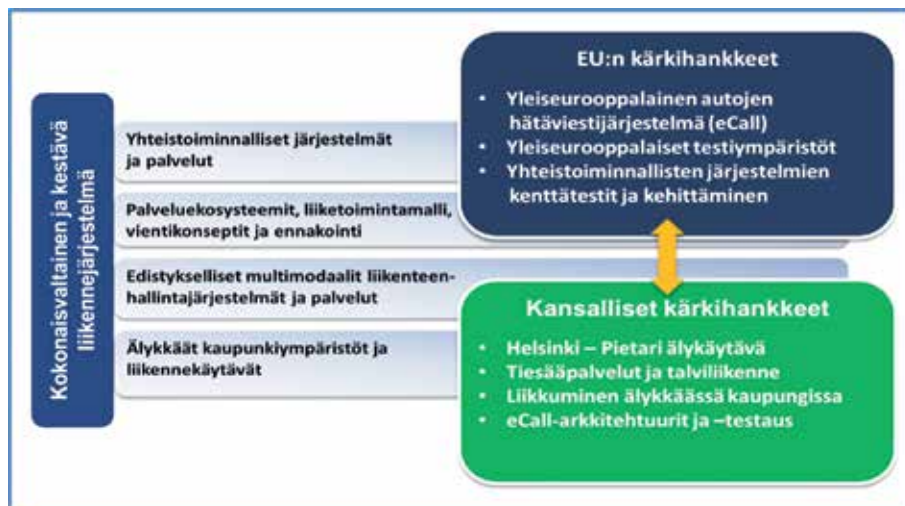 Kokonaisvaltainen ja kestävä
liikennejärjestelmä
Yhteistoiminnalliset järjestelmät
ja palvelut
Palveluekosysteemit, liiketoimintamalli,
vientikonseptit ja ennakointi
Edistykselliset multimodaalit liikenteen-
hallintajärjestelmät ja palvelut
Älykkäät kaupunkiympäristöt ja
liikennekäytävät
EU:n kärkihankkeet
• Yleiseurooppalainen autojen
hätäviestijärjestelmä (eCall)
• Yleiseurooppalaiset testiympäristöt
• Yhteistoiminnallisten järjestelmien
kenttätestit ja kehittäminen
Kansalliset kärkihankkeet
• Helsinki – Pietari älykäytävä
• Tiesääpalvelut ja talviliikenne
• Liikkuminen älykkäässä kaupungissa
• eCall-arkkitehtuurit ja –testaus